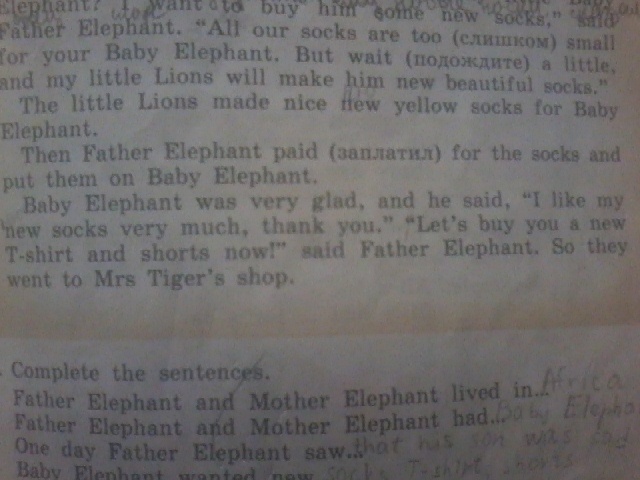 Elephant? I want to buy him some new socks," said
Father Elephant. "All our socks are too (слишком) small
for your Baby Elephant. But wait (подождите) a little,
and my little Lions will make him new beautiful socks."
The little Lions made nice new yellow socks for Baby
Elephant.
Then Father Elephant paid (заплатил) for the socks and
put them on Baby Elephant.
Baby Elephant was very glad, and he said, "I like my
new socks very much, thank you." "Let's buy you a new
T-shirt and shorts now!" said Father Elephant. So they
went to Mrs Tiger's shop.
Complete the sentences.
Father Elephant and Mother Elephant lived in... Africa
Father Elephant and Mother Elephant had... Baby Elepha
One day Father Elephant saw... that his son was sad
Baby Elephant wanted new socks T-shirt, shorts